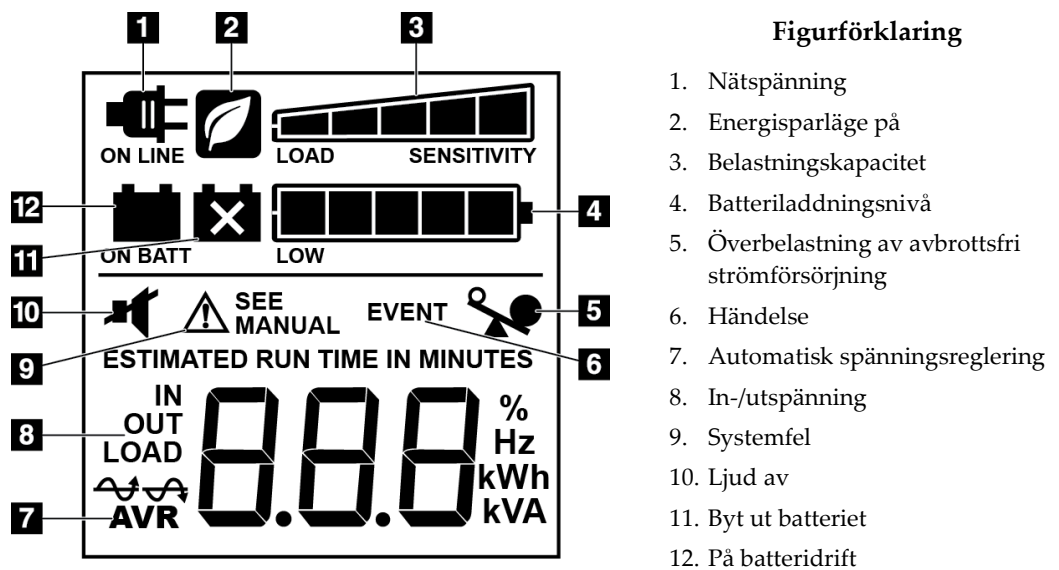 1 2 3
ON LINE LOAD SENSITIVITY
12 4
11 ON BATT LOW
10 SEE EVENT 5
MANUAL
9 ESTIMATED RUN TIME IN MINUTES 6
IN %
8 OUT Hz
LOAD kWh
7 AVR 8.8.8 kVA
Figurförklaring
1. Nätspänning
2. Energisparläge på
3. Belastningskapacitet
4. Batteriladdningsnivå
5. Överbelastning av avbrottsfri
strömförsörjning
6. Händelse
7. Automatisk spänningsreglering
8. In-/utspänning
9. Systemfel
10. Ljud av
11. Byt ut batteriet
12. På batteridrift